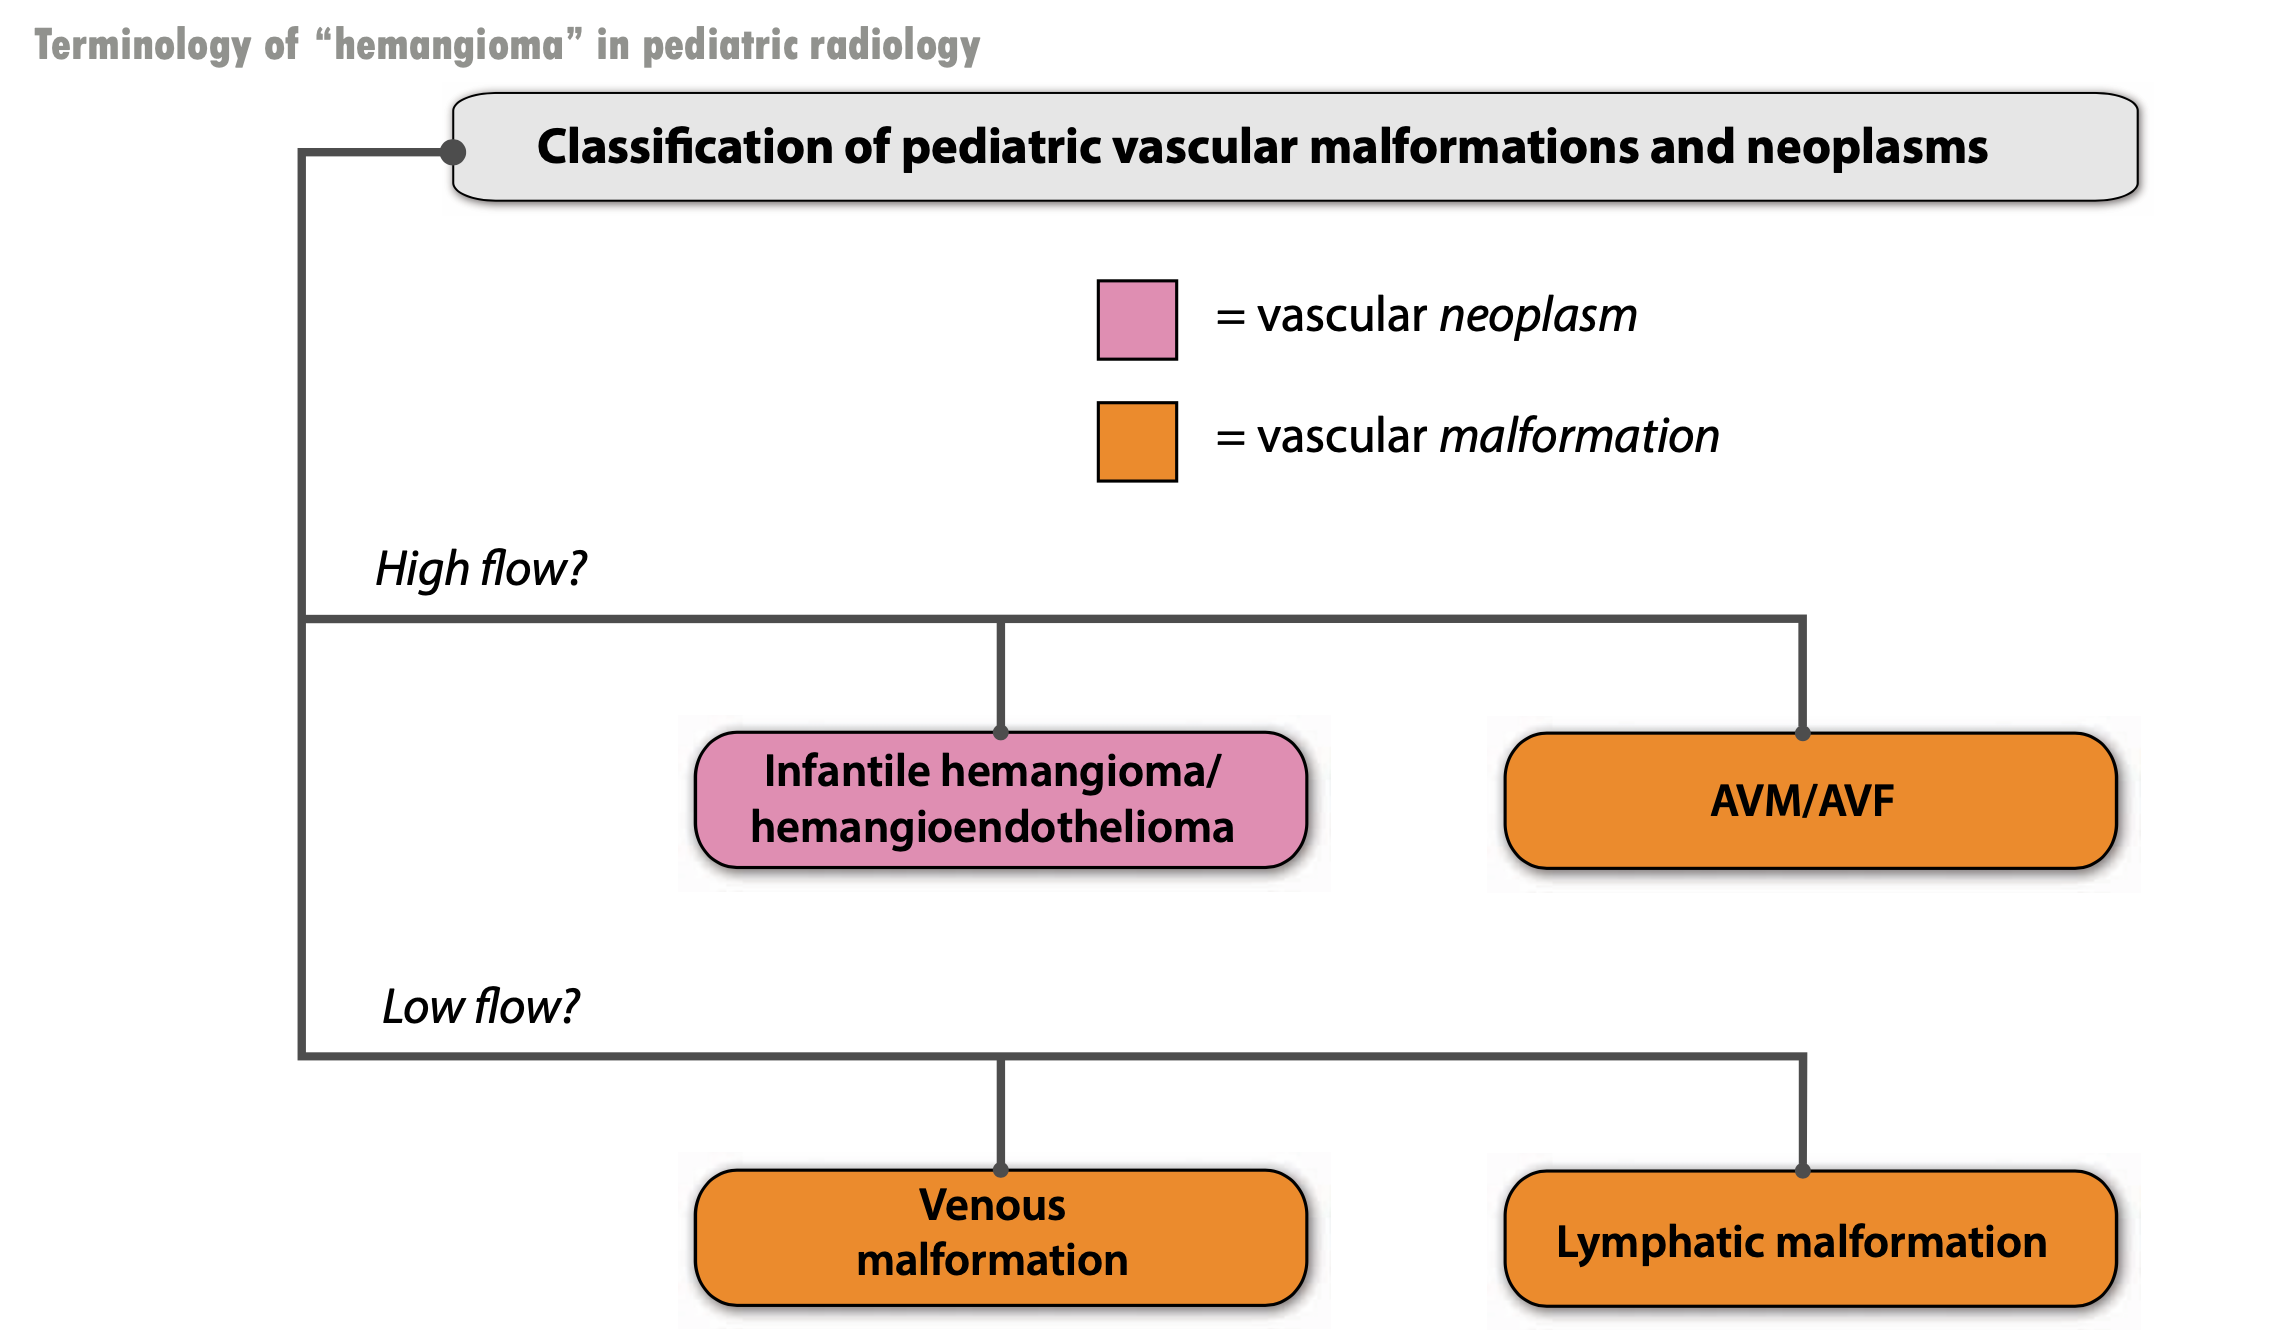 Terminology of “hemangioma” in pediatric radiology
Classification of pediatric vascular malformations and neoplasms
= vascular neoplasm
= vascular malformation
High flow?
Infantile hemangioma/
hemangioendothelioma
AVM/AVF
Low flow?
Venous
malformation
Lymphatic malformation